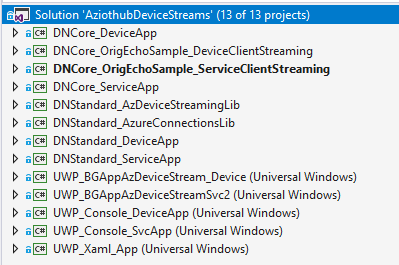 Solution 'AziothubDeviceStreams' (13 of 13 projects)
C# DNCore_DeviceApp
C# DNCore_OrigEchoSample_DeviceClientStreaming
C# DNCore_OrigEchoSample_ServiceClientStreaming
C# DNCore_ServiceApp
C# DNStandard_AzDeviceStreamingLib
C# DNStandard_AzureConnectionsLib
C# DNStandard_DeviceApp
C# DNStandard_ServiceApp
C# UWP_BGAppAzDeviceStream_Device (Universal Windows)
C# UWP_BGAppAzDeviceStreamSvc2 (Universal Windows)
C# UWP_Console_DeviceApp (Universal Windows)
C# UWP_Console_SvcApp (Universal Windows)
C# UWP_Xaml_App (Universal Windows)